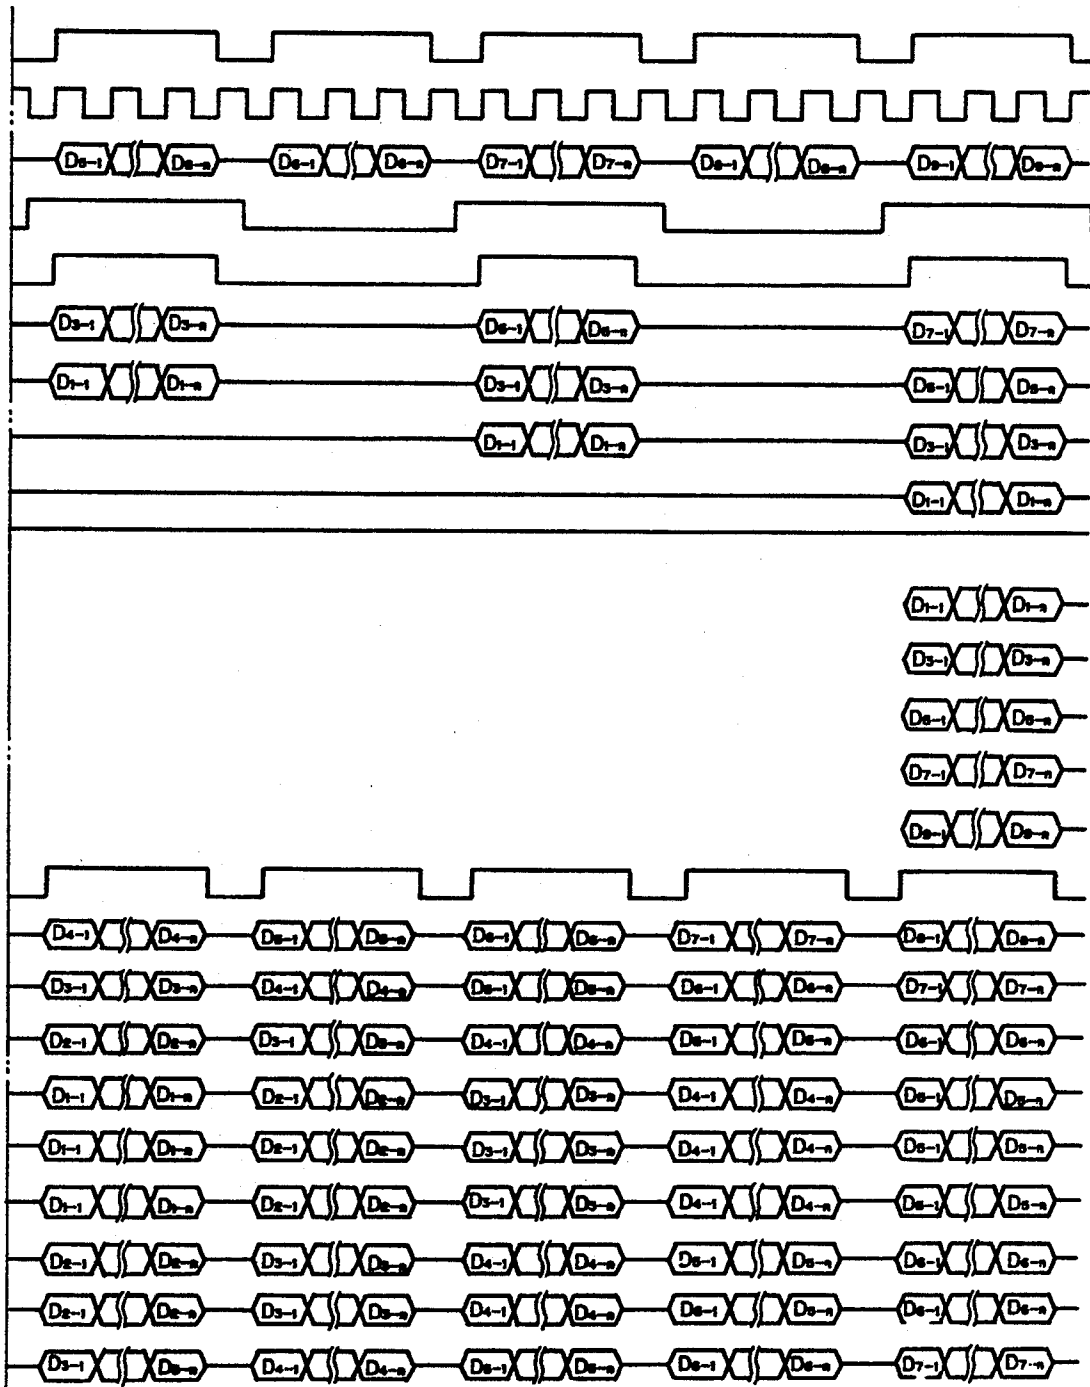 D5-1 D5-n D6-1 D6-n D7-1 D7-n D8-1 D8-n D9-1 D9-n
D3-1 D3-n D5-1 D5-n D7-1 D7-n
D1-1 D1-n D3-1 D3-n D5-1 D5-n
D1-1 D1-n D3-1 D3-n
D1-1 D1-n
D1-1 D1-n
D3-1 D3-n
D5-1 D5-n
D7-1 D7-n
D9-1 D9-n
D4-1 D4-n D5-1 D5-n D6-1 D6-n D7-1 D7-n D8-1 D8-n
D3-1 D3-n D4-1 D4-n D5-1 D5-n D6-1 D6-n D7-1 D7-n
D2-1 D2-n D3-1 D3-n D4-1 D4-n D5-1 D5-n D6-1 D6-n
D1-1 D1-n D2-1 D2-n D3-1 D3-n D4-1 D4-n D5-1 D5-n
D1-1 D1-n D2-1 D2-n D3-1 D3-n D4-1 D4-n D5-1 D5-n
D1-1 D1-n D2-1 D2-n D3-1 D3-n D4-1 D4-n D5-1 D5-n
D2-1 D2-n D3-1 D3-n D4-1 D4-n D5-1 D5-n D6-1 D6-n
D2-1 D2-n D3-1 D3-n D4-1 D4-n D5-1 D5-n D6-1 D6-n
D3-1 D3-n D4-1 D4-n D5-1 D5-n D6-1 D6-n D7-1 D7-n